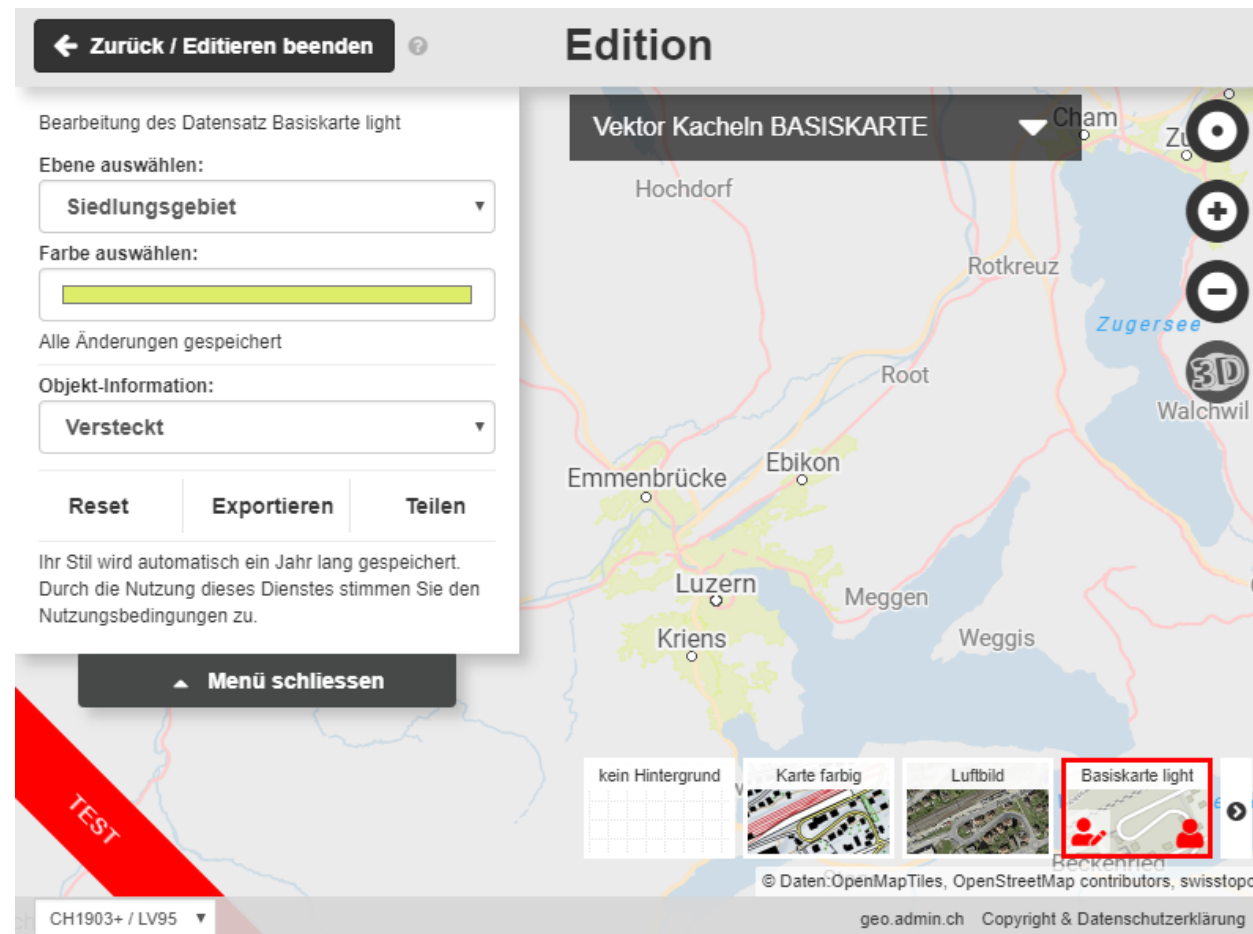 Zurück / Editieren beenden
Edition
Bearbeitung des Datensatz Basiskarte light
Ebene auswählen:
Siedlungsgebiet
Farbe auswählen:
Alle Änderungen gespeichert
Objekt-Information:
Versteckt
Reset Exportieren Teilen
Ihr Stil wird automatisch ein Jahr lang gespeichert.
Durch die Nutzung dieses Dienstes stimmen Sie den
Nutzungsbedingungen zu.
Menü schliessen
TEST
Vektor Kacheln BASISKARTE
Cham
Hochdorf
Rotkreuz
Zugersee
3D
Root
Walchwil
Ebikon
Emmenbrücke
Luzern
Meggen
Kriens
Weggis
kein Hintergrund
Karte farbig
Luftbild
Basiskarte light
Beckenried
© Daten:OpenMapTiles, OpenStreetMap contributors, swisstopo
CH1903+ / LV95
geo.admin.ch Copyright & Datenschutzerklärung